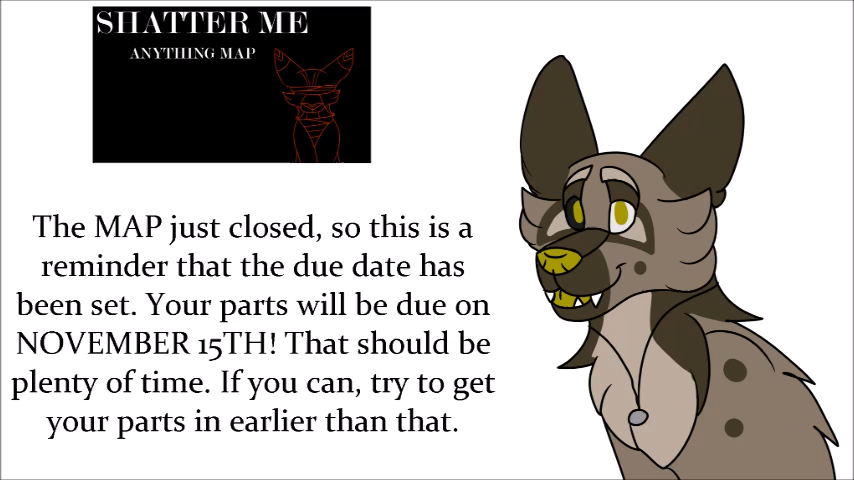 SHATTER ME
ANYTHING MAP
The MAP just closed, so this is a
reminder that the due date has
been set. Your parts will be due on
NOVEMBER 15TH! That should be
plenty of time. If you can, try to get
your parts in earlier than that.